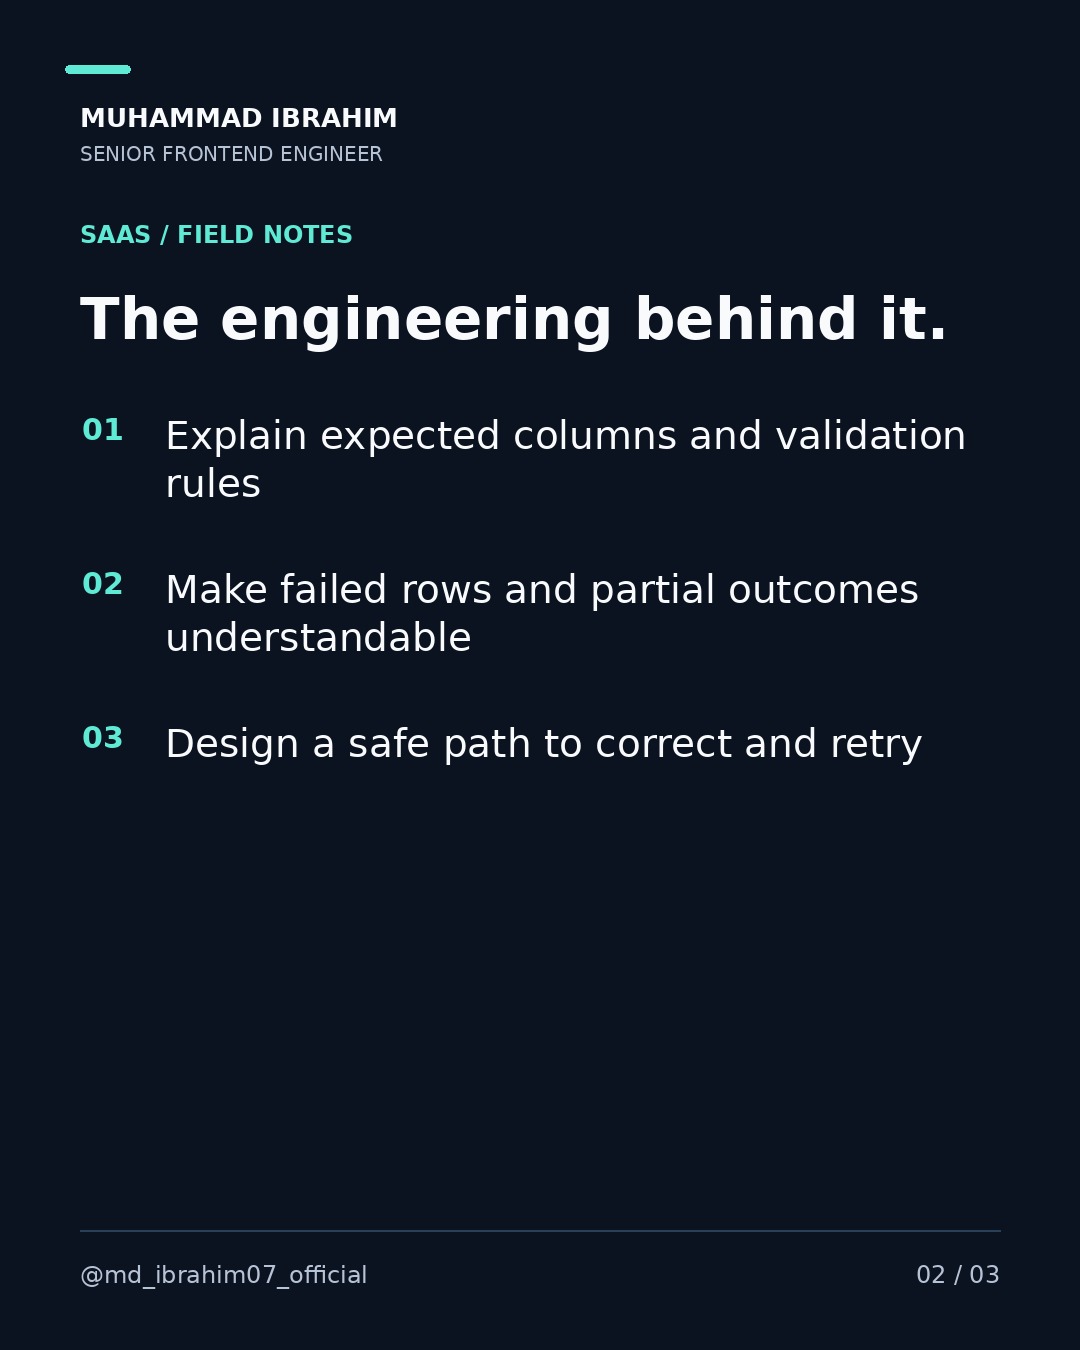 MUHAMMAD IBRAHIM
SENIOR FRONTEND ENGINEER
SAAS / FIELD NOTES
The engineering behind it.
01 Explain expected columns and validation
rules
02 Make failed rows and partial outcomes
understandable
03 Design a safe path to correct and retry
@md_ibrahim07_official 02 / 03